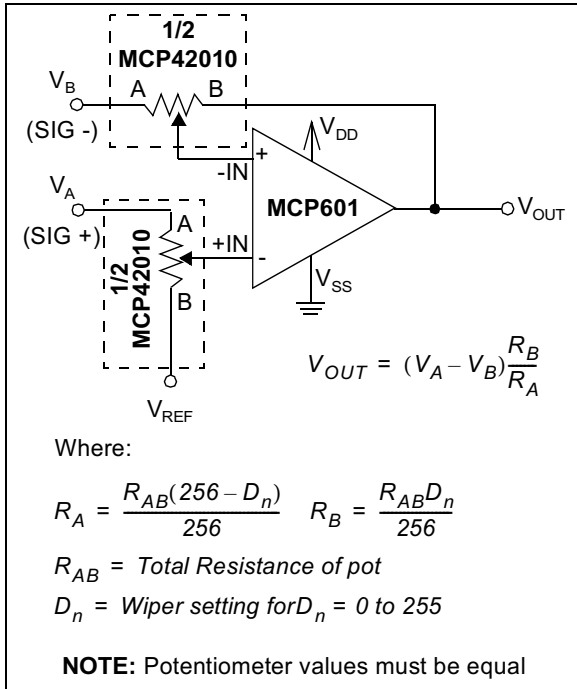 1/2
MCP42010
V_B
A
B
(SIG -)
V_DD
+
-IN
V_A
MCP601
V_OUT
(SIG +)
A
+IN
-
1/2
MCP42010
B
V_SS
V_REF
V_OUT = (V_A – V_B) R_B/R_A
Where:
R_A = R_AB(256 – D_n)/256 R_B = R_AB D_n/256
R_AB = Total Resistance of pot
D_n = Wiper setting forD_n = 0 to 255
NOTE: Potentiometer values must be equal